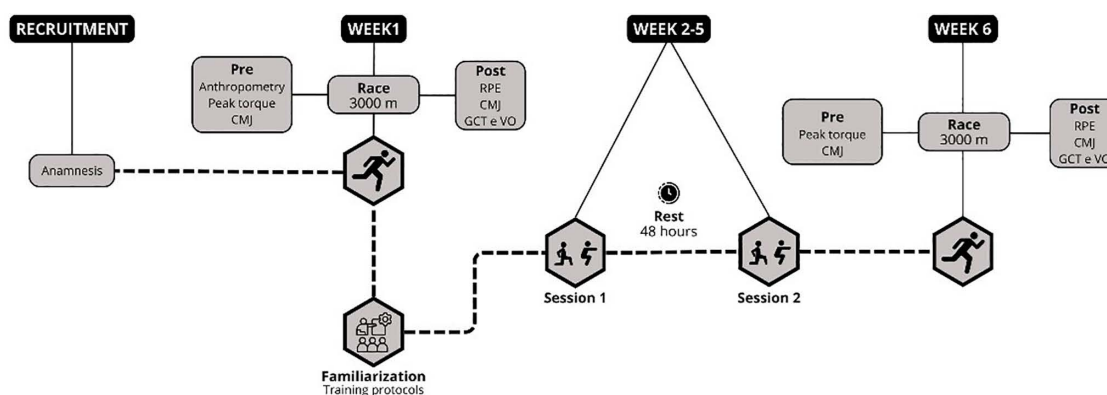 RECRUITMENT
WEEK1
WEEK 2-5
WEEK 6
Pre
Anthropometry
Peak torque
CMJ
Race
3000 m
Post
RPE
CMJ
GCT e VO
Pre
Peak torque
CMJ
Race
3000 m
Post
RPE
CMJ
GCT e VO
Anamnesis
Rest
48 hours
Session 1
Session 2
Familiarization
Training protocols